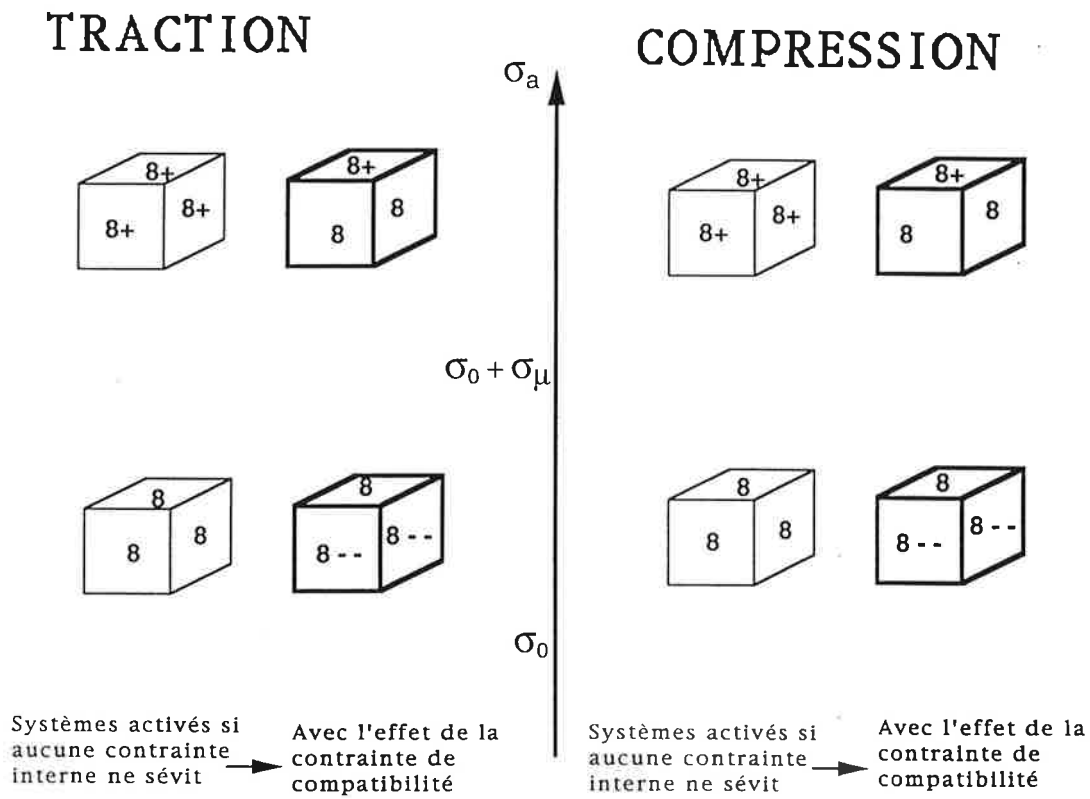 TRACTION
COMPRESSION
σa
8+
8+
8+
8+
8
8
8+
8+
8+
8+
8
8
σ0 + σμ
8
8
8
8
8 - -
8 - -
8
8
8
8
8 - -
8 - -
σ0
Systèmes activés si
aucune contrainte
interne ne sévit
Avec l'effet de la
contrainte de
compatibilité
Systèmes activés si
aucune contrainte
interne ne sévit
Avec l'effet de la
contrainte de
compatibilité